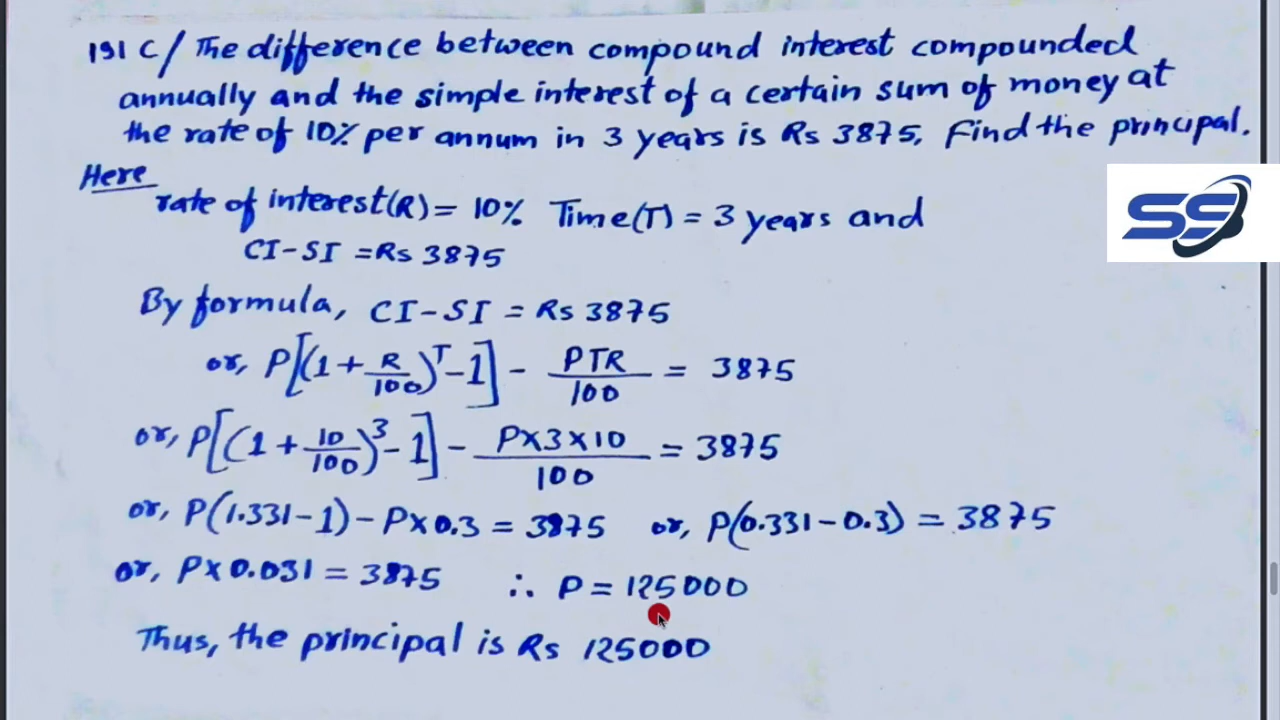 191 C/ The difference between compound interest compounded
annually and the simple interest of a certain sum of money at
the rate of 10% per annum in 3 years is Rs 3875, Find the principal.
Here
rate of interest(R) = 10% Time(T) = 3 years and
CI-SI = Rs 3875
SS
By formula, CI-SI = Rs 3875
or, P[(1 + R/100)^T - 1] - PTR/100 = 3875
or, P[(1 + 10/100)^3 - 1] - P×3×10/100 = 3875
or, P(1.331-1) - P×0.3 = 3875 or, P(0.331-0.3) = 3875
or, P×0.031 = 3875 ∴ P = 125000
Thus, the principal is Rs 125000